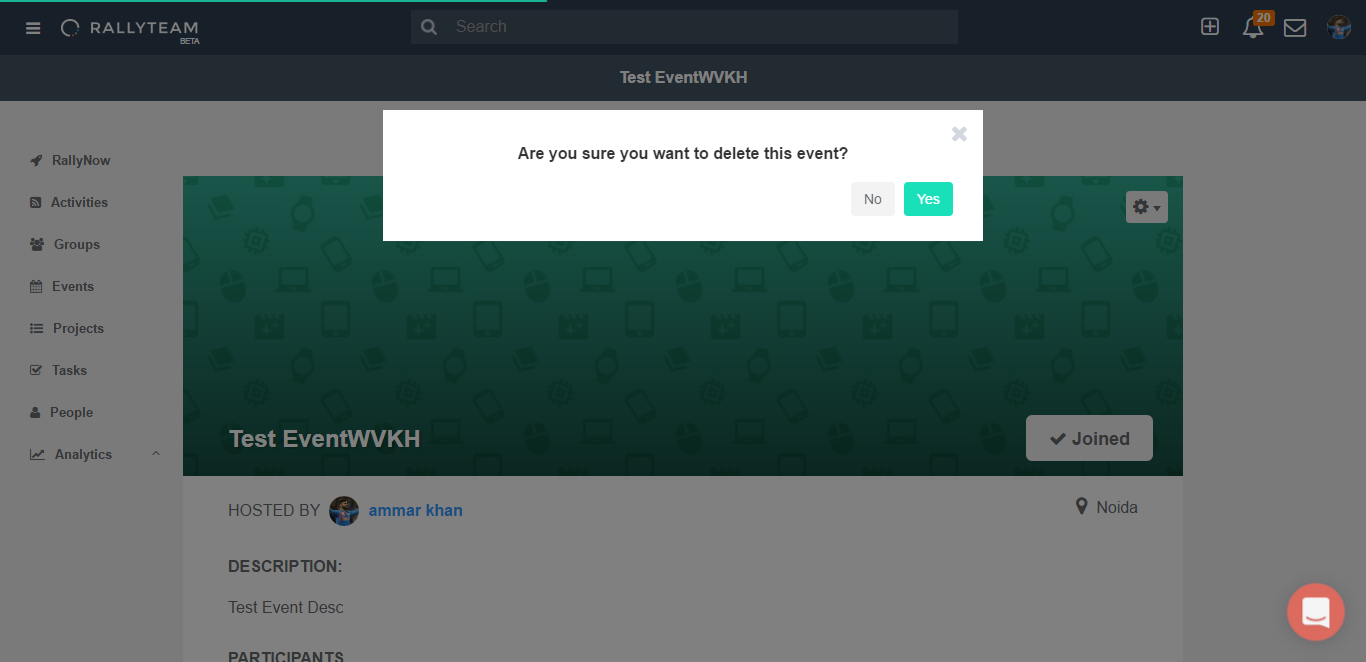 RALLYTEAM
BETA
Search
20
Test EventWVKH
Are you sure you want to delete this event?
No
Yes
RallyNow
Activities
Groups
Events
Projects
Tasks
People
Analytics
Test EventWVKH
Joined
HOSTED BY ammar khan
Noida
DESCRIPTION:
Test Event Desc
PARTICIPANTS